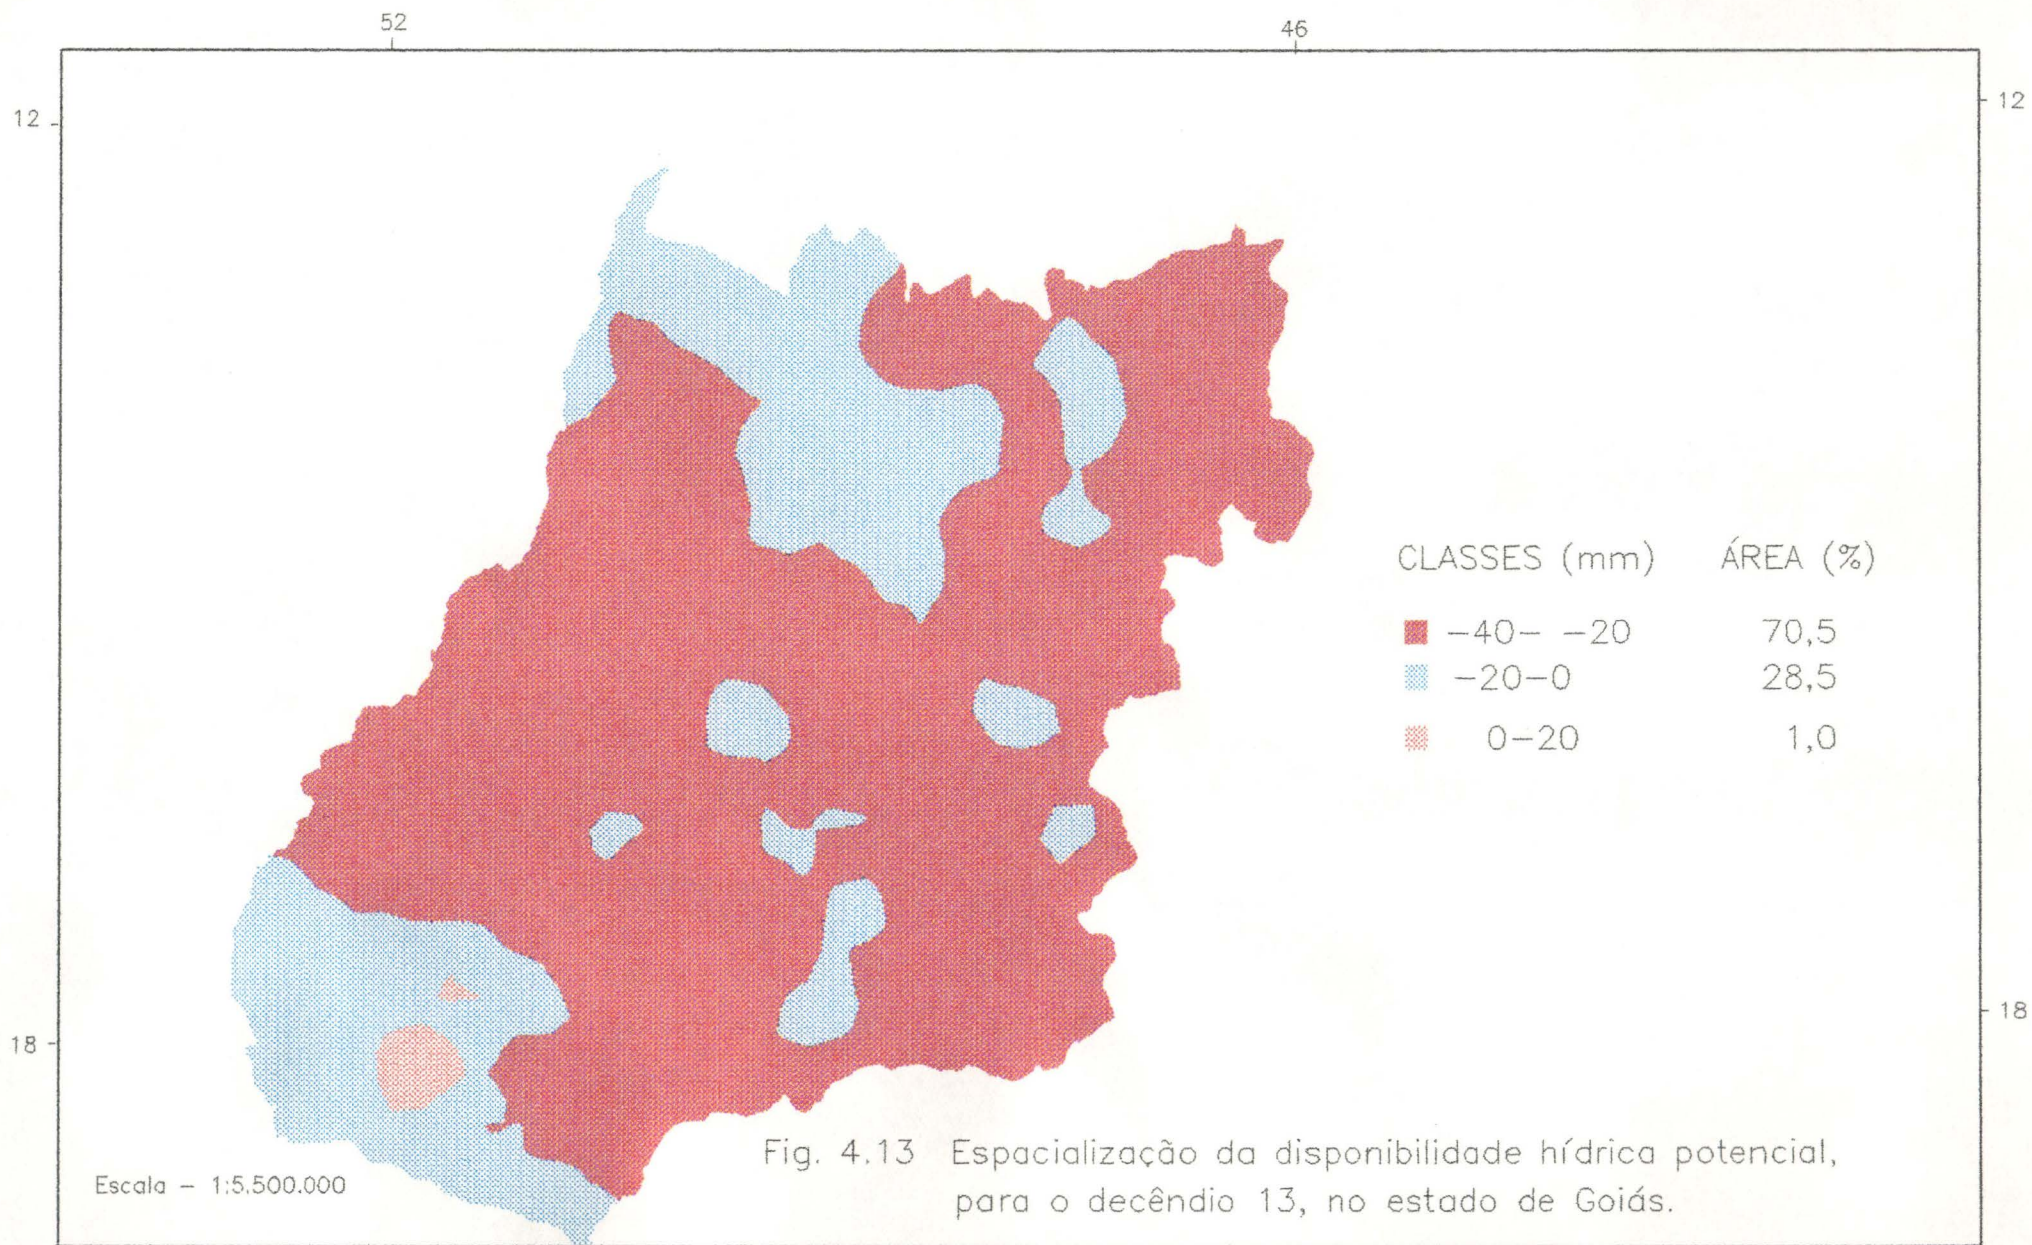 52 46
12 12
CLASSES (mm) ÁREA (%)
-40- -20 70,5
-20-0 28,5
0-20 1,0
18 18
Fig. 4.13 Espacialização da disponibilidade hídrica potencial,
para o decêndio 13, no estado de Goiás.
Escala - 1:5.500.000